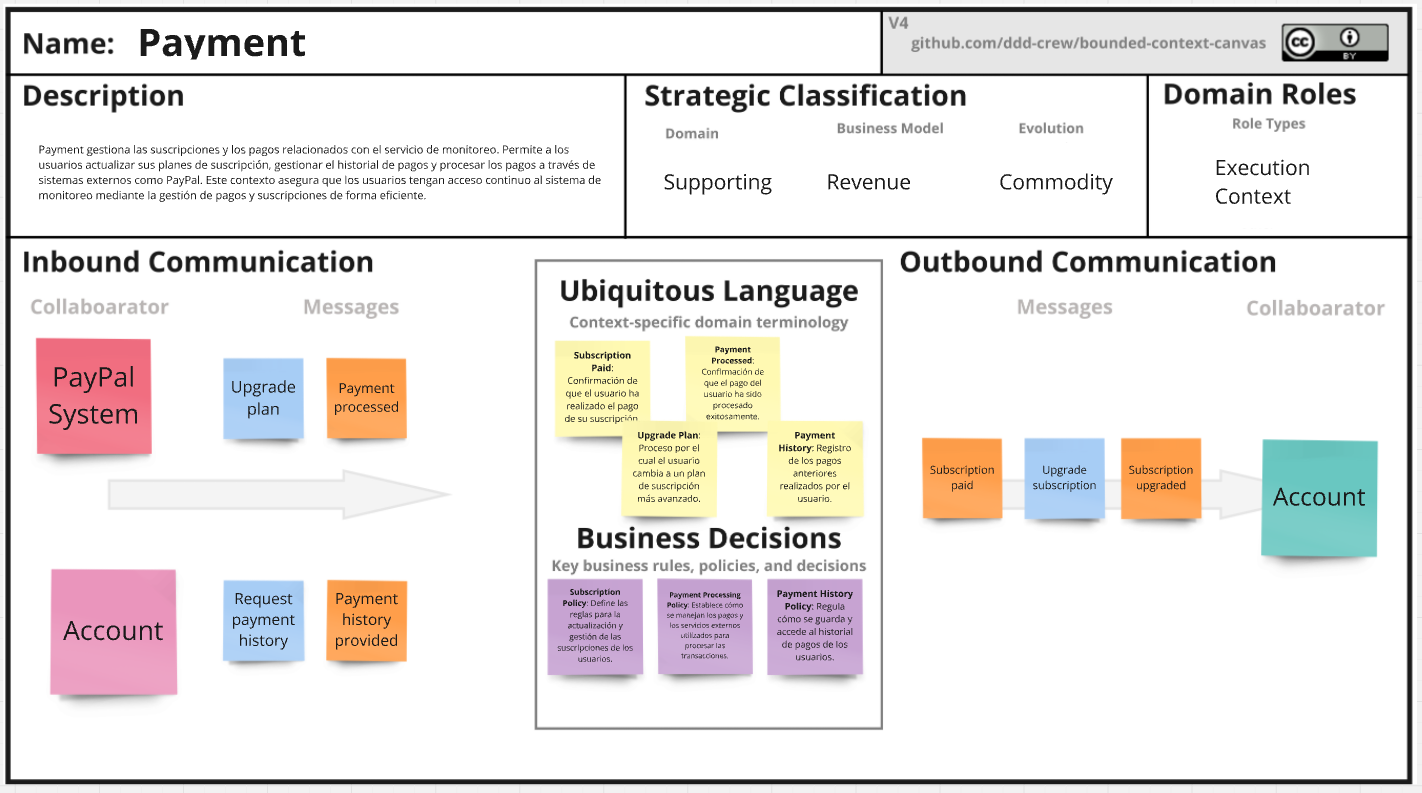 Name: Payment
V4
github.com/ddd-crew/bounded-context-canvas
cc
BY
Description
Payment gestiona las suscripciones y los pagos relacionados con el servicio de monitoreo. Permite a los
usuarios actualizar sus planes de suscripción, gestionar el historial de pagos y procesar los pagos a través de
sistemas externos como PayPal. Este contexto asegura que los usuarios tengan acceso continuo al sistema de
monitoreo mediante la gestión de pagos y suscripciones de forma eficiente.
Strategic Classification
Domain
Business Model
Evolution
Supporting
Revenue
Commodity
Domain Roles
Role Types
Execution
Context
Inbound Communication
Collaboarator
Messages
PayPal
System
Upgrade
plan
Payment
processed
Account
Request
payment
history
Payment
history
provided
Ubiquitous Language
Context-specific domain terminology
Subscription
Paid:
Confirmación de
que el usuario ha
realizado el pago
de su suscripción.
Payment
Processed:
Confirmación de
que el pago del
usuario ha sido
procesado
exitosamente.
Upgrade Plan:
Proceso por el
cual el usuario
cambia a un plan
de suscripción
más avanzado.
Payment
History: Registro
de los pagos
anteriores
realizados por el
usuario.
Business Decisions
Key business rules, policies, and decisions
Subscription
Policy: Define las
reglas para la
actualización y
gestión de las
suscripciones de los
usuarios.
Payment Processing
Policy: Establece cómo
se manejan los pagos y
los servicios externos
utilizados para
procesar las
transacciones.
Payment History
Policy: Regula
cómo se guarda y
accede al historial
de pagos de los
usuarios.
Outbound Communication
Messages
Collaboarator
Subscription
paid
Upgrade
subscription
Subscription
upgraded
Account